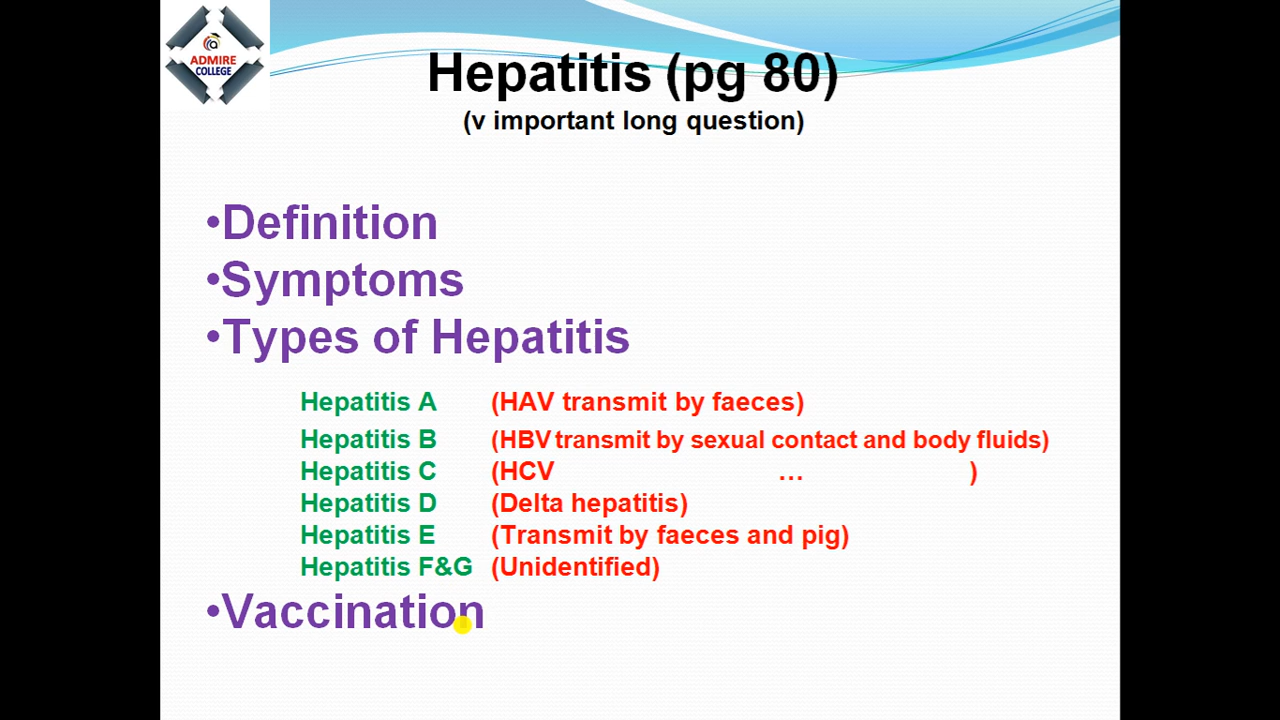 ADMIRE
COLLEGE
Hepatitis (pg 80)
(v important long question)
•Definition
•Symptoms
•Types of Hepatitis
Hepatitis A (HAV transmit by faeces)
Hepatitis B (HBV transmit by sexual contact and body fluids)
Hepatitis C (HCV … )
Hepatitis D (Delta hepatitis)
Hepatitis E (Transmit by faeces and pig)
Hepatitis F&G (Unidentified)
•Vaccination